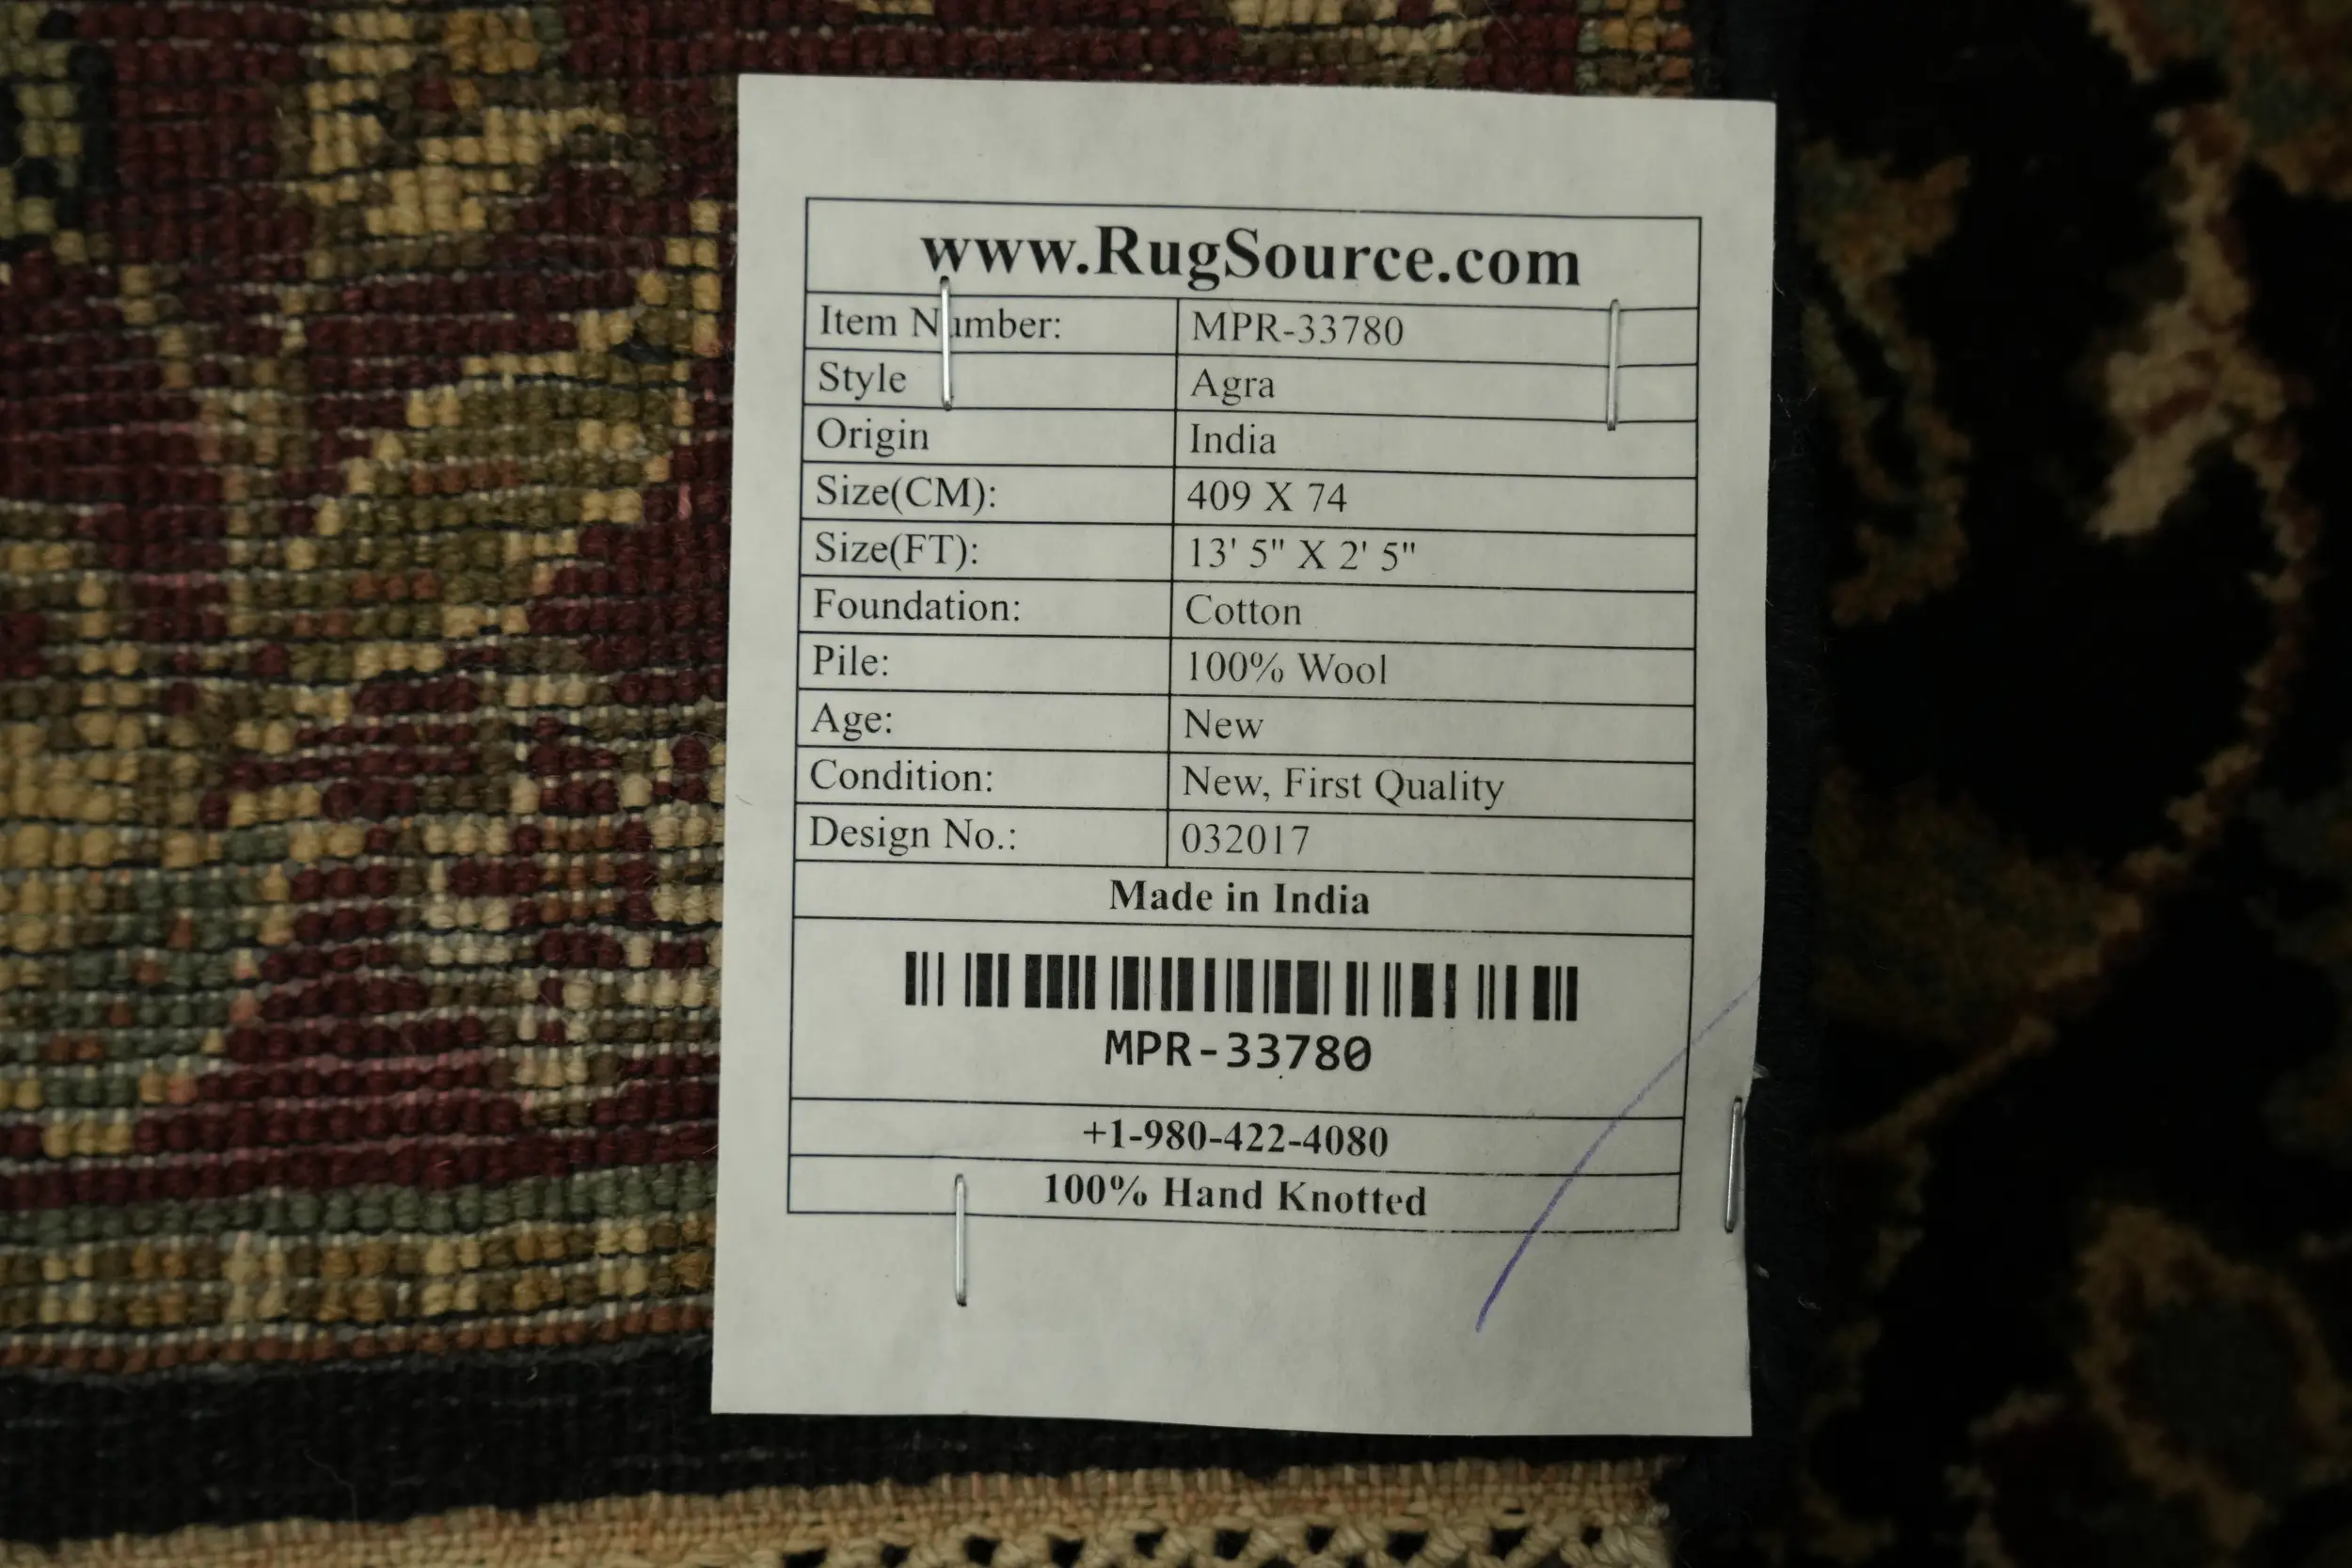 www.RugSource.com
Item Number: MPR-33780
Style Agra
Origin India
Size(CM): 409 X 74
Size(FT): 13' 5" X 2' 5"
Foundation: Cotton
Pile: 100% Wool
Age: New
Condition: New, First Quality
Design No.: 032017
Made in India
MPR-33780
+1-980-422-4080
100% Hand Knotted